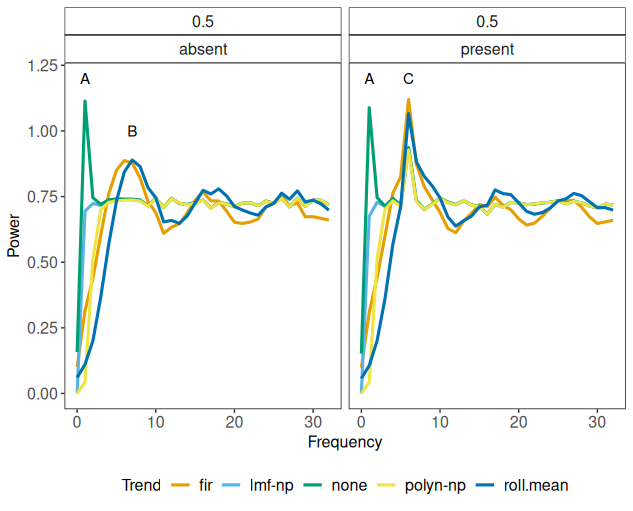 0.5 0.5
absent present
1.25
A B A C
1.00
0.75
0.50
0.25
0.00
Power
0 10 20 30 0 10 20 30
Frequency
Trend fir lmf-np none polyn-np roll.mean